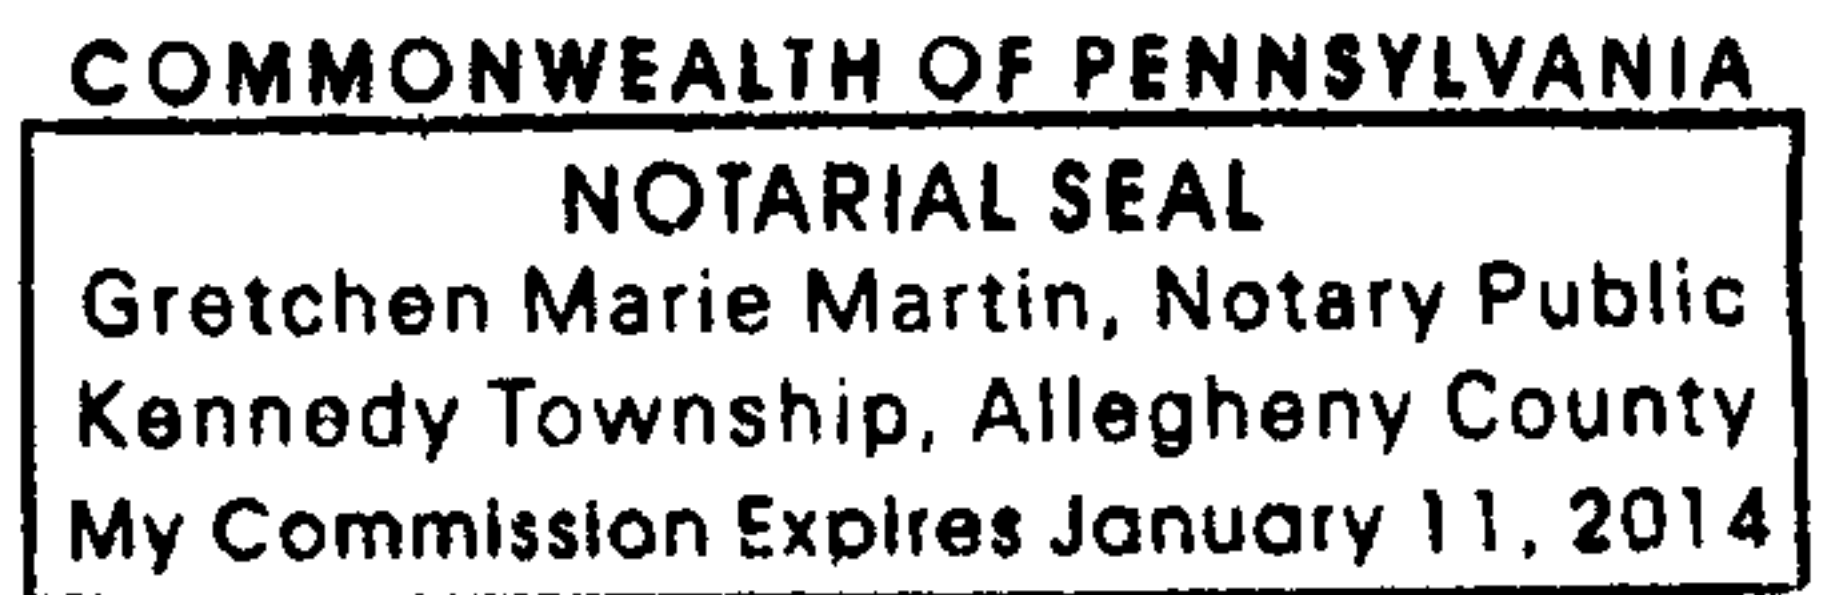 COMMONWEALTH OF PENNSYLVANIA
NOTARIAL SEAL
Gretchen Marie Martin, Notary Public
Kennedy Township, Allegheny County
My Commission Expires January 11, 2014